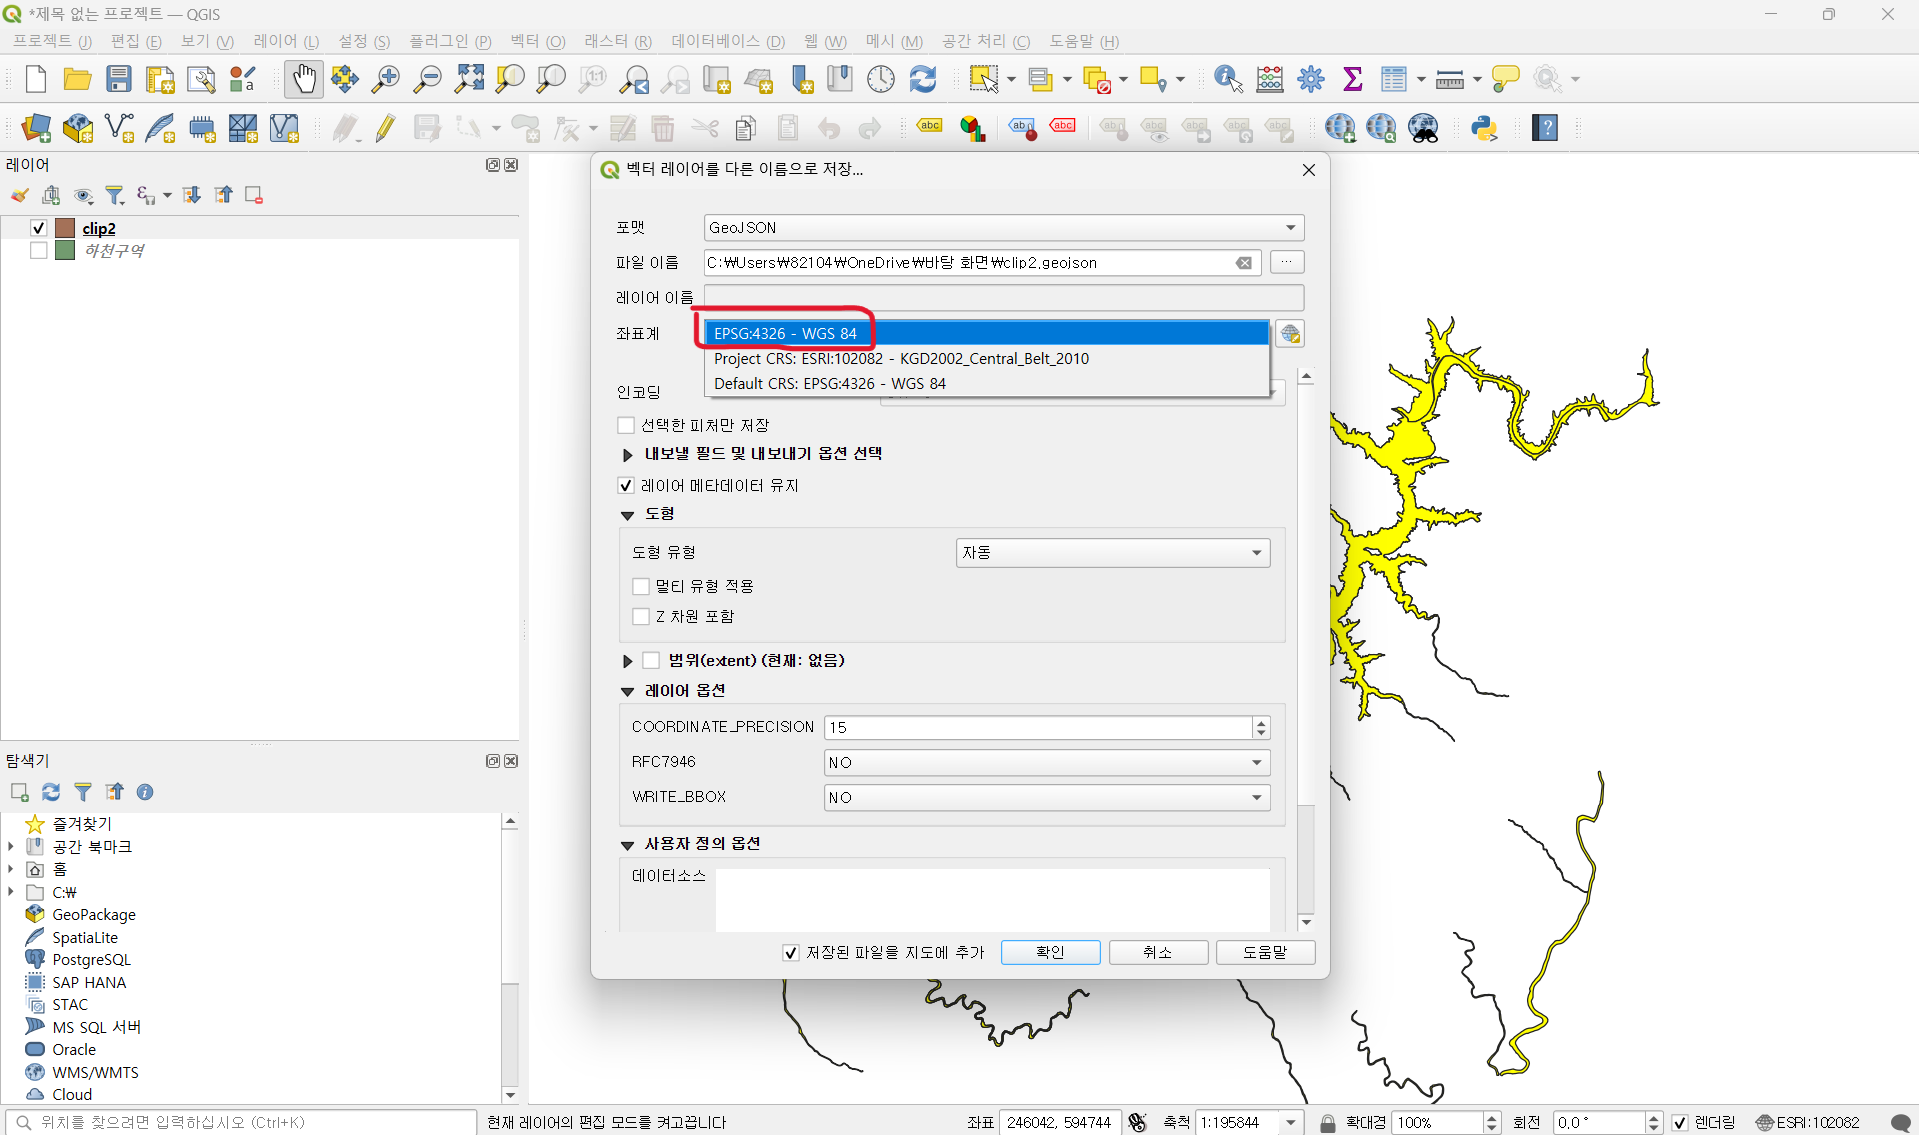 *제목 없는 프로젝트 — QGIS
프로젝트 (J) 편집 (E) 보기 (V) 레이어 (L) 설정 (S) 플러그인 (P) 벡터 (O) 래스터 (R) 데이터베이스 (D) 웹 (W) 메시 (M) 공간 처리 (C) 도움말 (H)
레이어
clip2
하천구역
벡터 레이어를 다른 이름으로 저장...
포맷 GeoJSON
파일 이름 C:₩Users₩82104₩OneDrive₩바탕 화면₩clip2.geojson
...
레이어 이름
좌표계 EPSG:4326 - WGS 84
Project CRS: ESRI:102082 - KGD2002_Central_Belt_2010
Default CRS: EPSG:4326 - WGS 84
인코딩
선택한 피처만 저장
내보낼 필드 및 내보내기 옵션 선택
레이어 메타데이터 유지
도형
도형 유형 자동
멀티 유형 적용
Z 차원 포함
범위(extent) (현재: 없음)
레이어 옵션
COORDINATE_PRECISION 15
RFC7946 NO
WRITE_BBOX NO
사용자 정의 옵션
데이터소스
저장된 파일을 지도에 추가 확인 취소 도움말
탐색기
즐겨찾기
공간 북마크
홈
C:₩
GeoPackage
SpatiaLite
PostgreSQL
SAP HANA
STAC
MS SQL 서버
Oracle
WMS/WMTS
Cloud
위치를 찾으려면 입력하십시오 (Ctrl+K)
현재 레이어의 편집 모드를 켜고끕니다
좌표 246042, 594744 축척 1:195844 확대경 100% 회전 0.0° 렌더링 ESRI:102082